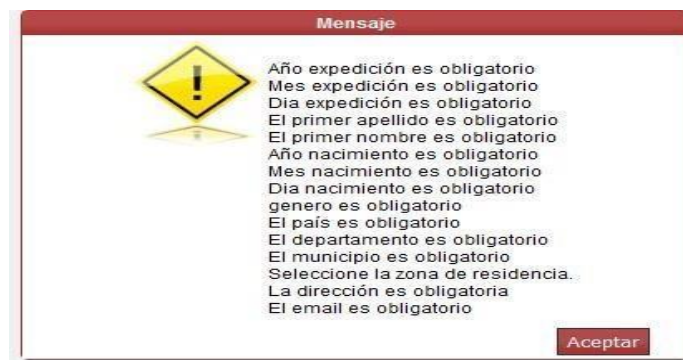 Mensaje
Año expedición es obligatorio
Mes expedición es obligatorio
Dia expedición es obligatorio
El primer apellido es obligatorio
El primer nombre es obligatorio
Año nacimiento es obligatorio
Mes nacimiento es obligatorio
Dia nacimiento es obligatorio
genero es obligatorio
El país es obligatorio
El departamento es obligatorio
El municipio es obligatorio
Seleccione la zona de residencia.
La dirección es obligatoria
El email es obligatorio
Aceptar